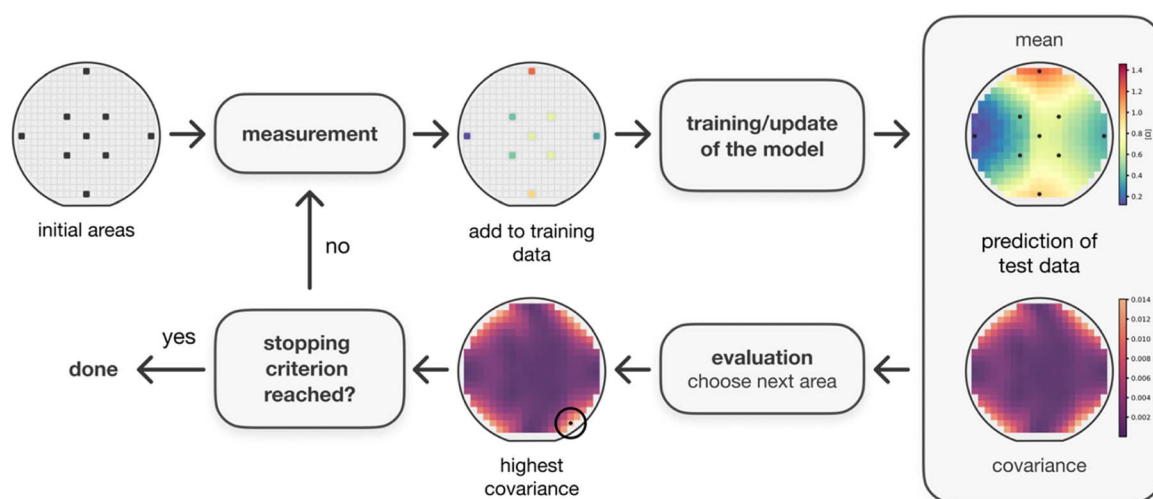 mean
1.4
1.2
1.0
0.8
0.6
0.4
0.2
measurement
training/update
of the model
initial areas
add to training
data
prediction of
test data
no
0.014
0.012
0.010
0.008
0.006
0.004
0.002
yes
done
stopping
criterion
reached?
evaluation
choose next area
highest
covariance
covariance